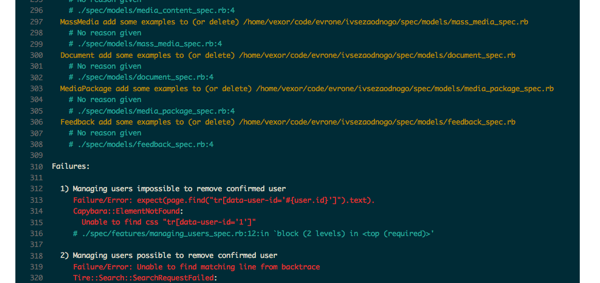 296 # ./spec/models/media_content_spec.rb:4
297 MassMedia add some examples to (or delete) /home/vexor/code/evrone/ivsezaodnogo/spec/models/mass_media_spec.rb
298 # No reason given
299 # ./spec/models/mass_media_spec.rb:4
300 Document add some examples to (or delete) /home/vexor/code/evrone/ivsezaodnogo/spec/models/document_spec.rb
301 # No reason given
302 # ./spec/models/document_spec.rb:4
303 MediaPackage add some examples to (or delete) /home/vexor/code/evrone/ivsezaodnogo/spec/models/media_package_spec.rb
304 # No reason given
305 # ./spec/models/media_package_spec.rb:4
306 Feedback add some examples to (or delete) /home/vexor/code/evrone/ivsezaodnogo/spec/models/feedback_spec.rb
307 # No reason given
308 # ./spec/models/feedback_spec.rb:4
309
310 Failures:
311
312 1) Managing users impossible to remove confirmed user
313 Failure/Error: expect(page.find("tr[data-user-id='#{user.id}']").text).
314 Capybara::ElementNotFound:
315 Unable to find css "tr[data-user-id='1']"
316 # ./spec/features/managing_users_spec.rb:12:in `block (2 levels) in <top (required)>'
317
318 2) Managing users possible to remove confirmed user
319 Failure/Error: Unable to find matching line from backtrace
320 Tire::Search::SearchRequestFailed: